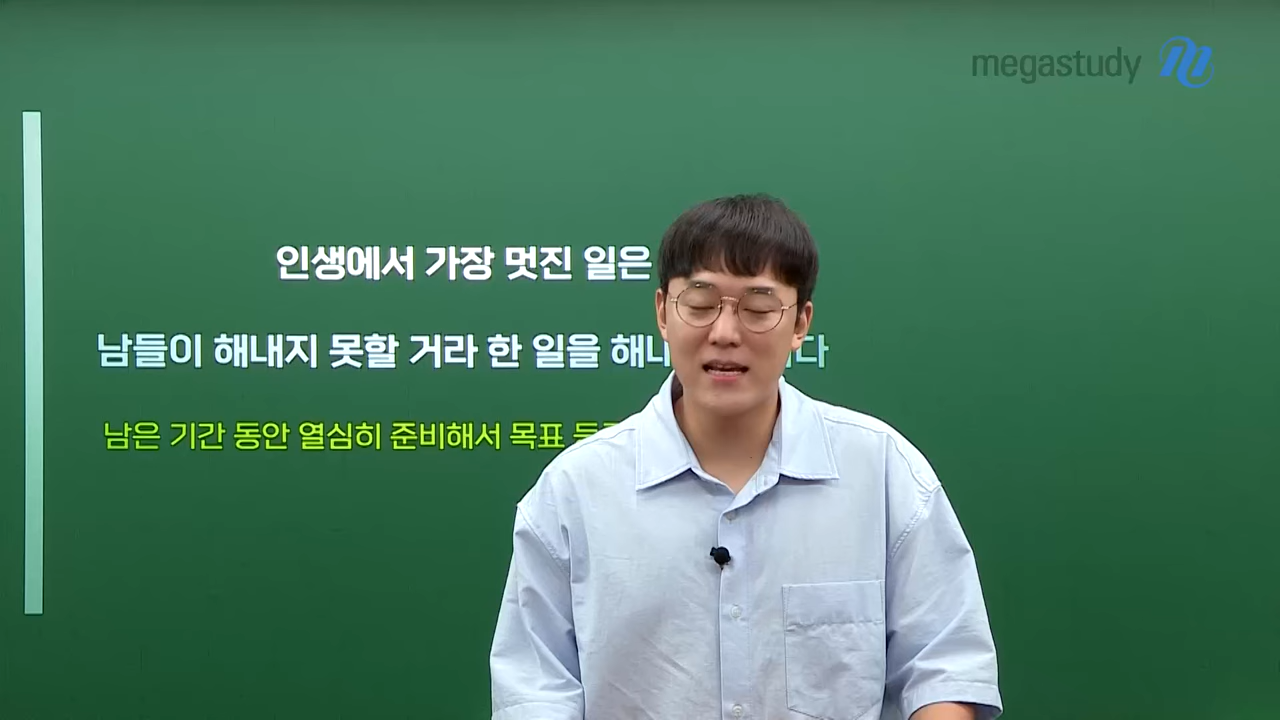 megastudy
인생에서 가장 멋진 일은
남들이 해내지 못할 거라 한 일을
남은 기간 동안 열심히 준비해서 목표